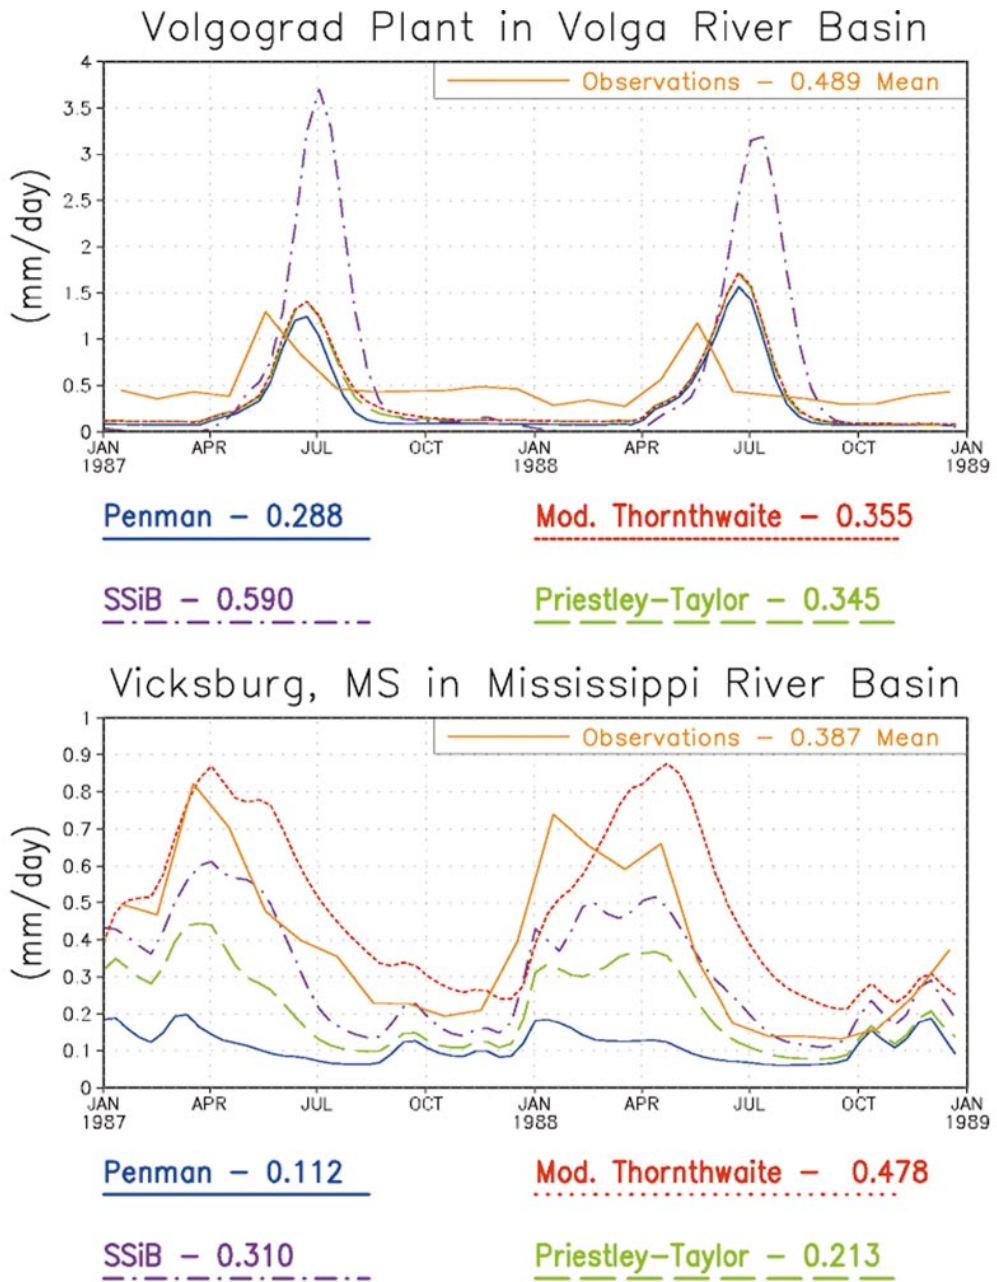 Volgograd Plant in Volga River Basin
Observations - 0.489 Mean
(mm/day)
4
3.5
3
2.5
2
1.5
1
0.5
0
JAN APR JUL OCT JAN APR JUL OCT JAN
1987 1988 1989
Penman - 0.288 Mod. Thornthwaite - 0.355
SSiB - 0.590 Priestley-Taylor - 0.345
Vicksburg, MS in Mississippi River Basin
Observations - 0.387 Mean
(mm/day)
1
0.9
0.8
0.7
0.6
0.5
0.4
0.3
0.2
0.1
0
JAN APR JUL OCT JAN APR JUL OCT JAN
1987 1988 1989
Penman - 0.112 Mod. Thornthwaite - 0.478
SSiB - 0.310 Priestley-Taylor - 0.213